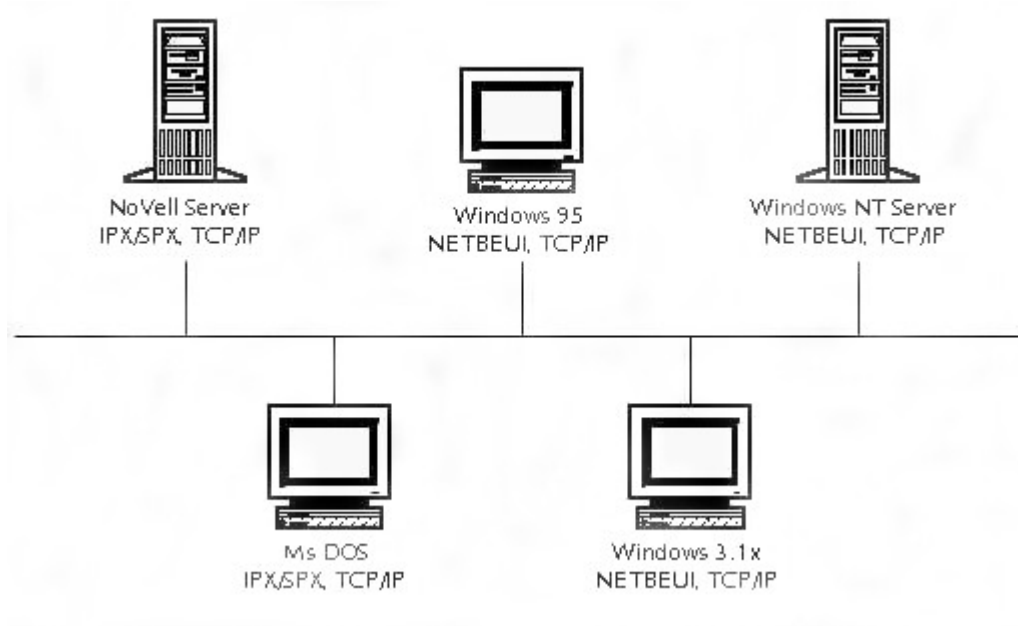 NoVell Server
IPX/SPX, TCP/IP
Windows 95
NETBEUI, TCP/IP
Windows NT Server
NETBEUI, TCP/IP
Ms DOS
IPX/SPX, TCP/IP
Windows 3.1x
NETBEUI, TCP/IP